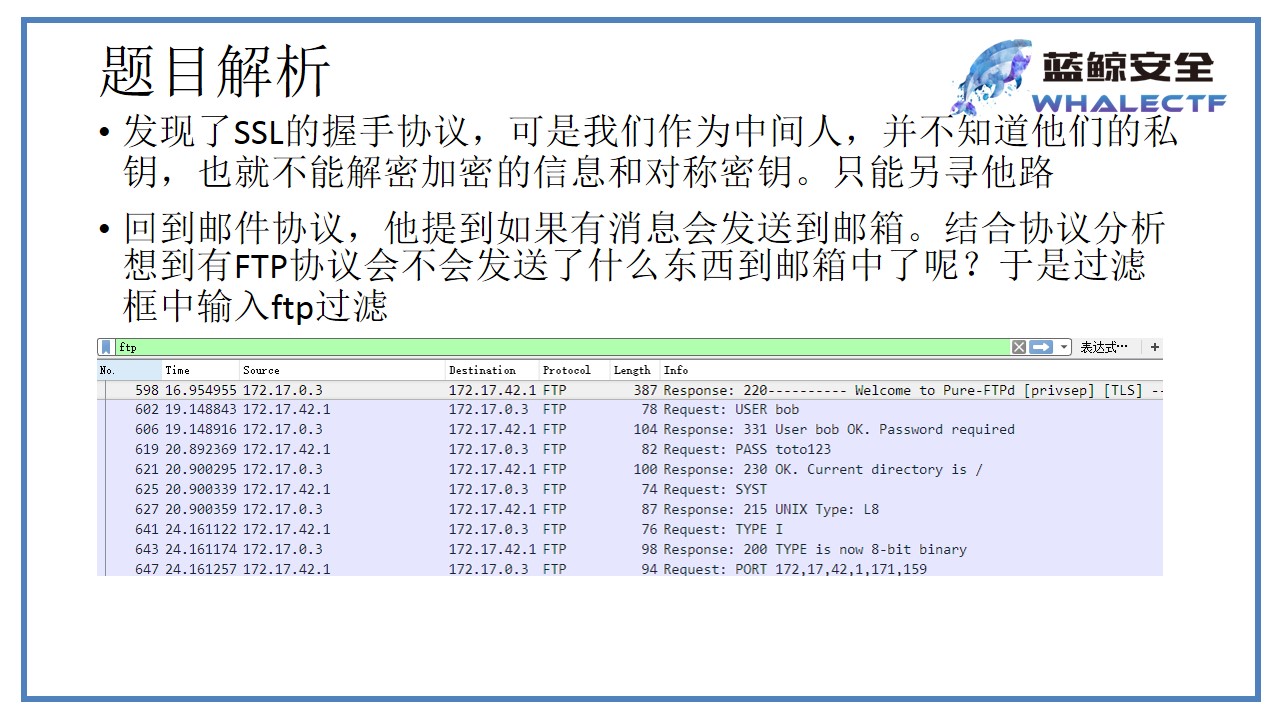 题目解析
蓝鲸安全
WHALECTF
• 发现了SSL的握手协议，可是我们作为中间人，并不知道他们的私
钥，也就不能解密加密的信息和对称密钥。只能另寻他路
• 回到邮件协议，他提到如果有消息会发送到邮箱。结合协议分析
想到有FTP协议会不会发送了什么东西到邮箱中了呢？于是过滤
框中输入ftp过滤
ftp 表达式… +
No. Time Source Destination Protocol Length Info
598 16.954955 172.17.0.3 172.17.42.1 FTP 387 Response: 220---------- Welcome to Pure-FTPd [privsep] [TLS] --
602 19.148843 172.17.42.1 172.17.0.3 FTP 78 Request: USER bob
606 19.148916 172.17.0.3 172.17.42.1 FTP 104 Response: 331 User bob OK. Password required
619 20.892369 172.17.42.1 172.17.0.3 FTP 82 Request: PASS toto123
621 20.900295 172.17.0.3 172.17.42.1 FTP 100 Response: 230 OK. Current directory is /
625 20.900339 172.17.42.1 172.17.0.3 FTP 74 Request: SYST
627 20.900359 172.17.0.3 172.17.42.1 FTP 87 Response: 215 UNIX Type: L8
641 24.161122 172.17.42.1 172.17.0.3 FTP 76 Request: TYPE I
643 24.161174 172.17.0.3 172.17.42.1 FTP 98 Response: 200 TYPE is now 8-bit binary
647 24.161257 172.17.42.1 172.17.0.3 FTP 94 Request: PORT 172,17,42,1,171,159